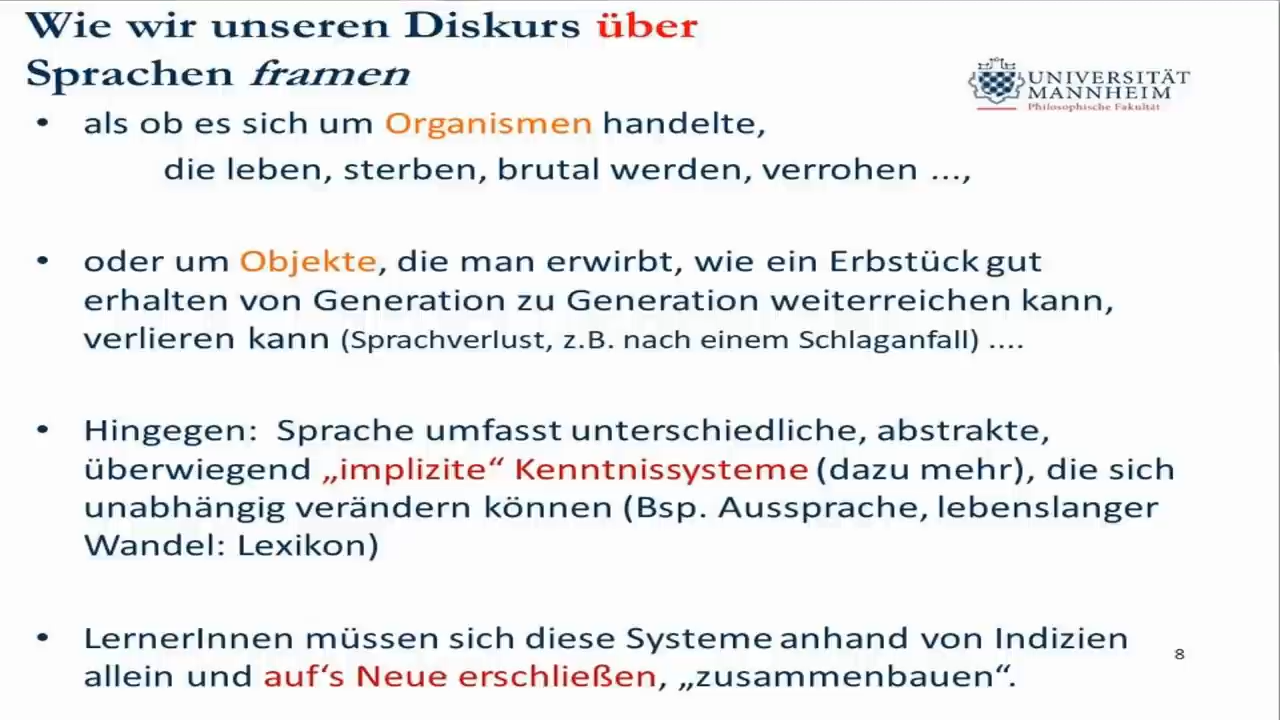 Wie wir unseren Diskurs über
Sprachen framen
UNIVERSITÄT
MANNHEIM
Philosophische Fakultät
• als ob es sich um Organismen handelte,
die leben, sterben, brutal werden, verrohen ...,
• oder um Objekte, die man erwirbt, wie ein Erbstück gut
erhalten von Generation zu Generation weiterreichen kann,
verlieren kann (Sprachverlust, z.B. nach einem Schlaganfall) ....
• Hingegen: Sprache umfasst unterschiedliche, abstrakte,
überwiegend „implizite“ Kenntnissysteme (dazu mehr), die sich
unabhängig verändern können (Bsp. Aussprache, lebenslanger
Wandel: Lexikon)
• LernerInnen müssen sich diese Systeme anhand von Indizien
allein und auf‘s Neue erschließen, „zusammenbauen“.
8